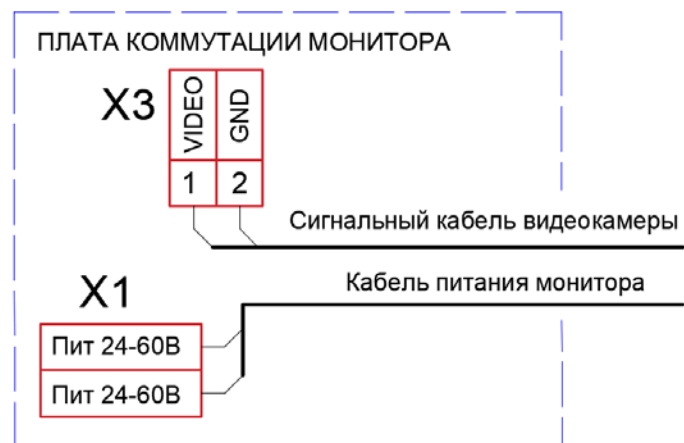 ПЛАТА КОММУТАЦИИ МОНИТОРА
X3
VIDEO
GND
1
2
Сигнальный кабель видеокамеры
Кабель питания монитора
X1
Пит 24-60В
Пит 24-60В